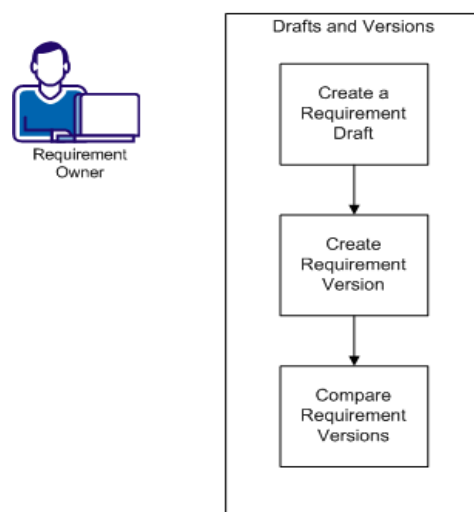 Drafts and Versions
Create a
Requirement
Draft
Requirement
Owner
Create
Requirement
Version
Compare
Requirement
Versions